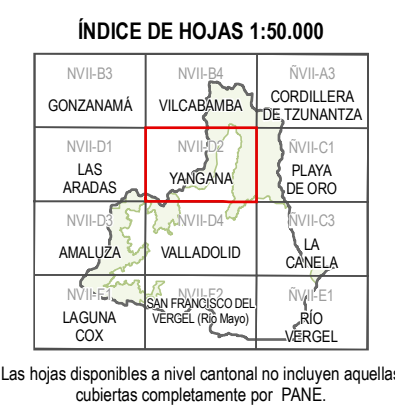 ÍNDICE DE HOJAS 1:50.000
NVII-B3
NVII-B4
ÑVII-A3
GONZANAMÁ
VILCABAMBA
CORDILLERA
DE TZUNANTZA
NVII-D1
NVII-D2
ÑVII-C1
LAS
ARADAS
YANGANA
PLAYA
DE ORO
NVII-D3
NVII-D4
ÑVII-C3
AMALUZA
VALLADOLID
LA
CANELA
NVII-F1
NVII-F2
ÑVII-E1
LAGUNA
COX
SAN FRANCISCO DEL
VERGEL (Río Mayo)
RÍO
VERGEL
Las hojas disponibles a nivel cantonal no incluyen aquellas
cubiertas completamente por PANE.